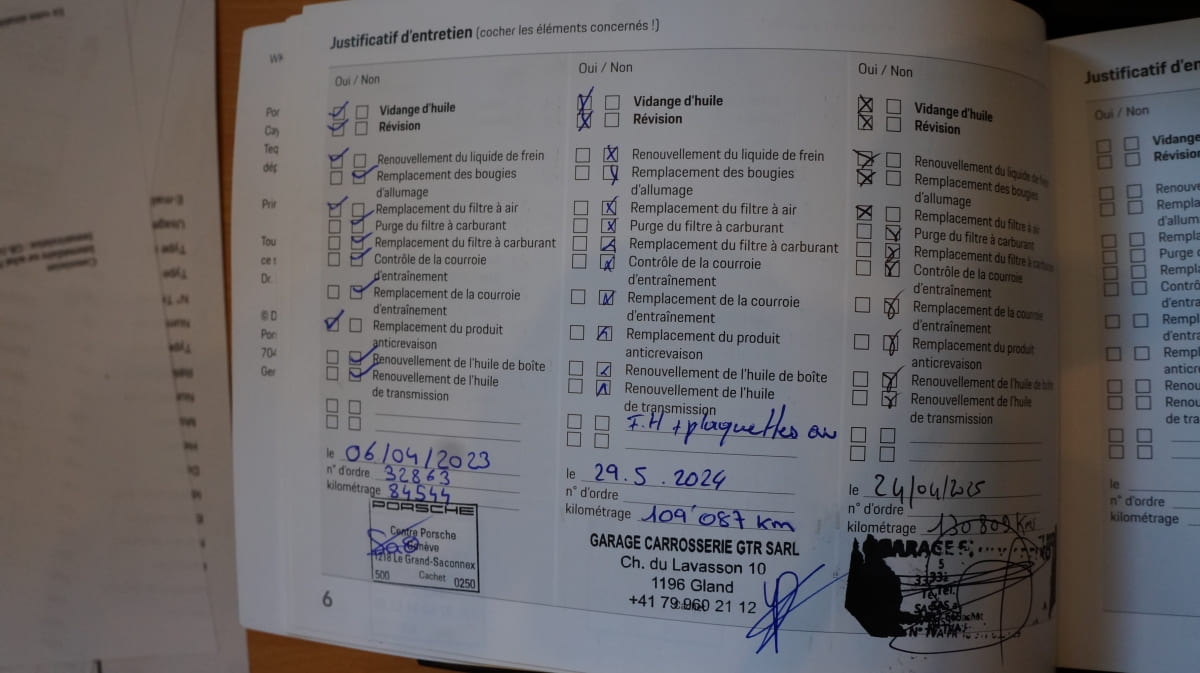 Justificatif d'entretien (cocher les éléments concernés !)
Oui / Non
Vidange d'huile
Révision
Renouvellement du liquide de frein
Remplacement des bougies
d'allumage
Remplacement du filtre à air
Purge du filtre à carburant
Remplacement du filtre à carburant
Contrôle de la courroie
d'entraînement
Remplacement de la courroie
d'entraînement
Remplacement du produit
anticrevaison
Renouvellement de l'huile de boîte
Renouvellement de l'huile
de transmission
le 06/04/2023
n° d'ordre 32863
kilométrage 84544
PORSCHE
Centre Porsche
Genève
1218 Le Grand-Saconnex
500 Cachet 0250
6
Oui / Non
Vidange d'huile
Révision
Renouvellement du liquide de frein
Remplacement des bougies
d'allumage
Remplacement du filtre à air
Purge du filtre à carburant
Remplacement du filtre à carburant
Contrôle de la courroie
d'entraînement
Remplacement de la courroie
d'entraînement
Remplacement du produit
anticrevaison
Renouvellement de l'huile de boîte
Renouvellement de l'huile
de transmission
F.H + plaquettes av
le 29.5.2024
n° d'ordre
kilométrage 109'087 km
GARAGE CARROSSERIE GTR SARL
Ch. du Lavasson 10
1196 Gland
+41 79 960 21 12
Oui / Non
Vidange d'huile
Révision
Renouvellement du liquide de frein
Remplacement des bougies
d'allumage
Remplacement du filtre à air
Purge du filtre à carburant
Remplacement du filtre à carbura
Contrôle de la courroie
d'entraînement
Remplacement de la courroie
d'entraînement
Remplacement du produit
anticrevaison
Renouvellement de l'huile de boîte
Renouvellement de l'huile
de transmission
le 24/04/2025
n° d'ordre
kilométrage 130809 Km
GARAGE
Justificatif d'en
Oui / Non
Vidange
Révision